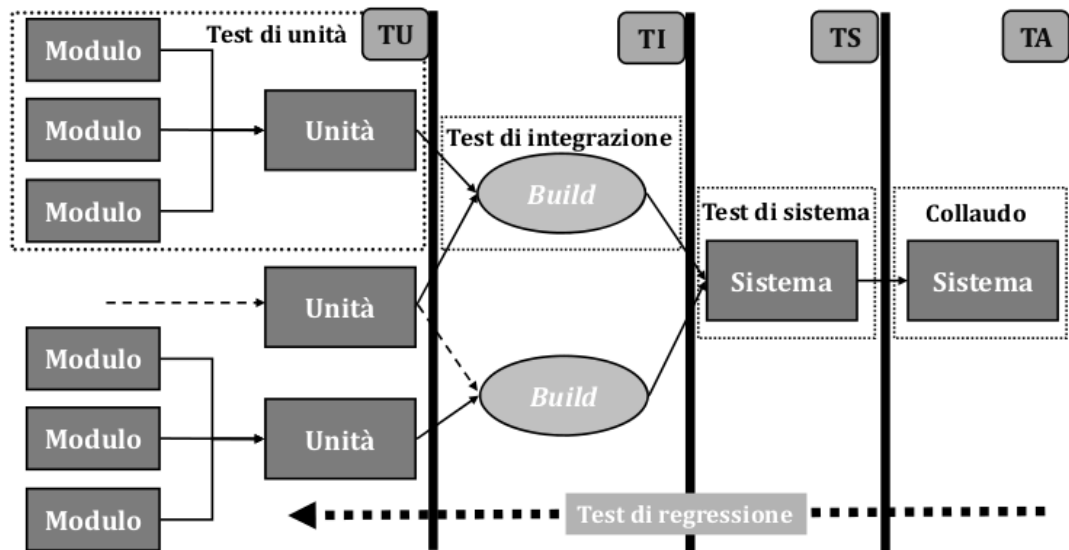 Test di unità
TU
TI
TS
TA
Modulo
Modulo
Modulo
Unità
Test di integrazione
Build
Test di sistema
Sistema
Collaudo
Sistema
Unità
Modulo
Modulo
Modulo
Unità
Build
Test di regressione